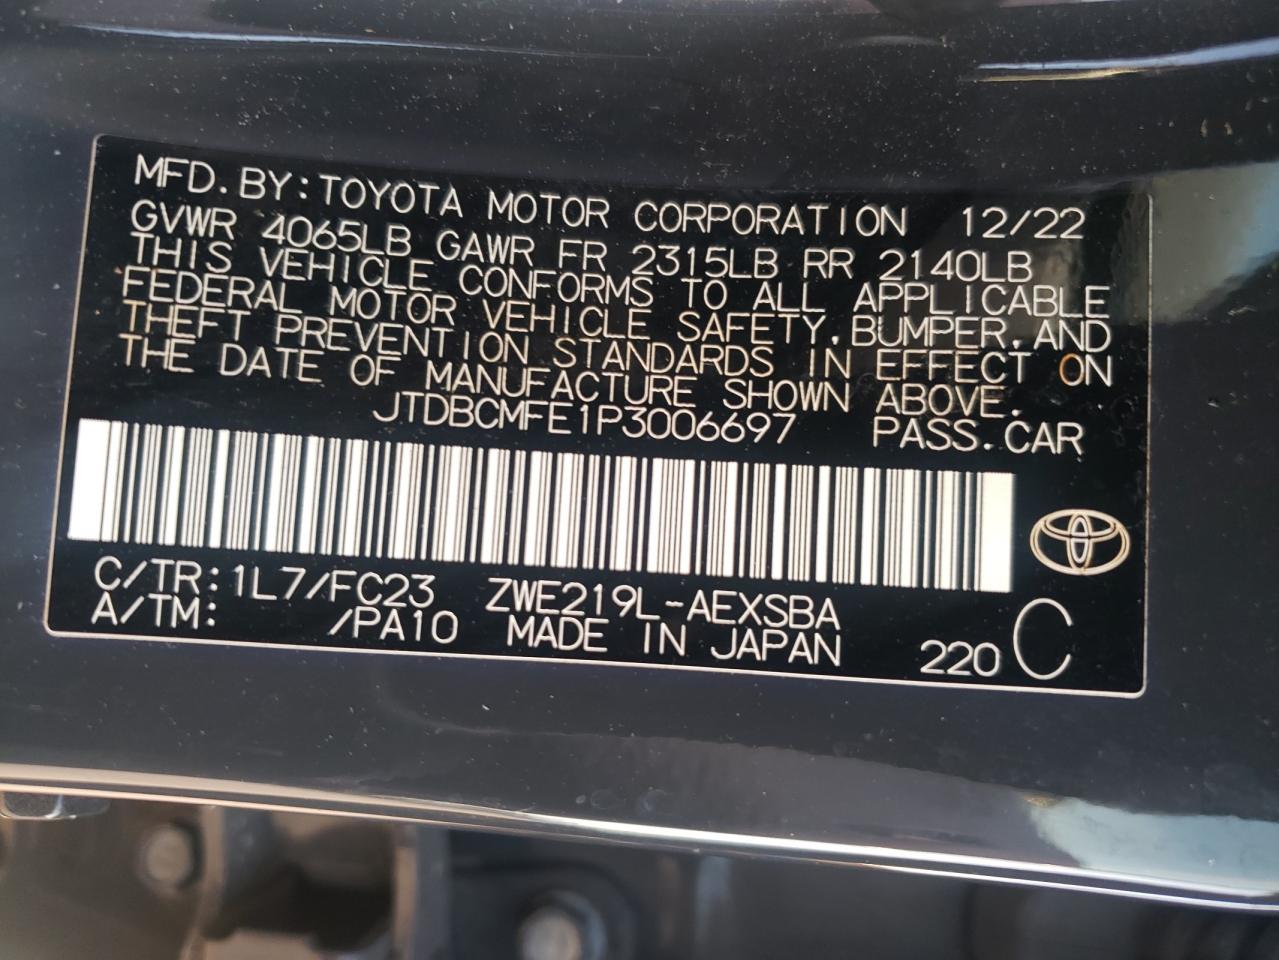 MFD.BY:TOYOTA MOTOR CORPORATION 12/22
GVWR 4065LB GAWR FR 2315LB RR 2140LB
THIS VEHICLE CONFORMS TO ALL APPLICABLE
FEDERAL MOTOR VEHICLE SAFETY,BUMPER,AND
THEFT PREVENTION STANDARDS IN EFFECT ON
THE DATE OF MANUFACTURE SHOWN ABOVE.
JTDBCMFE1P3006697 PASS.CAR
C/TR:1L7/FC23 ZWE219L-AEXSBA
A/TM: /PA10 MADE IN JAPAN 220 C